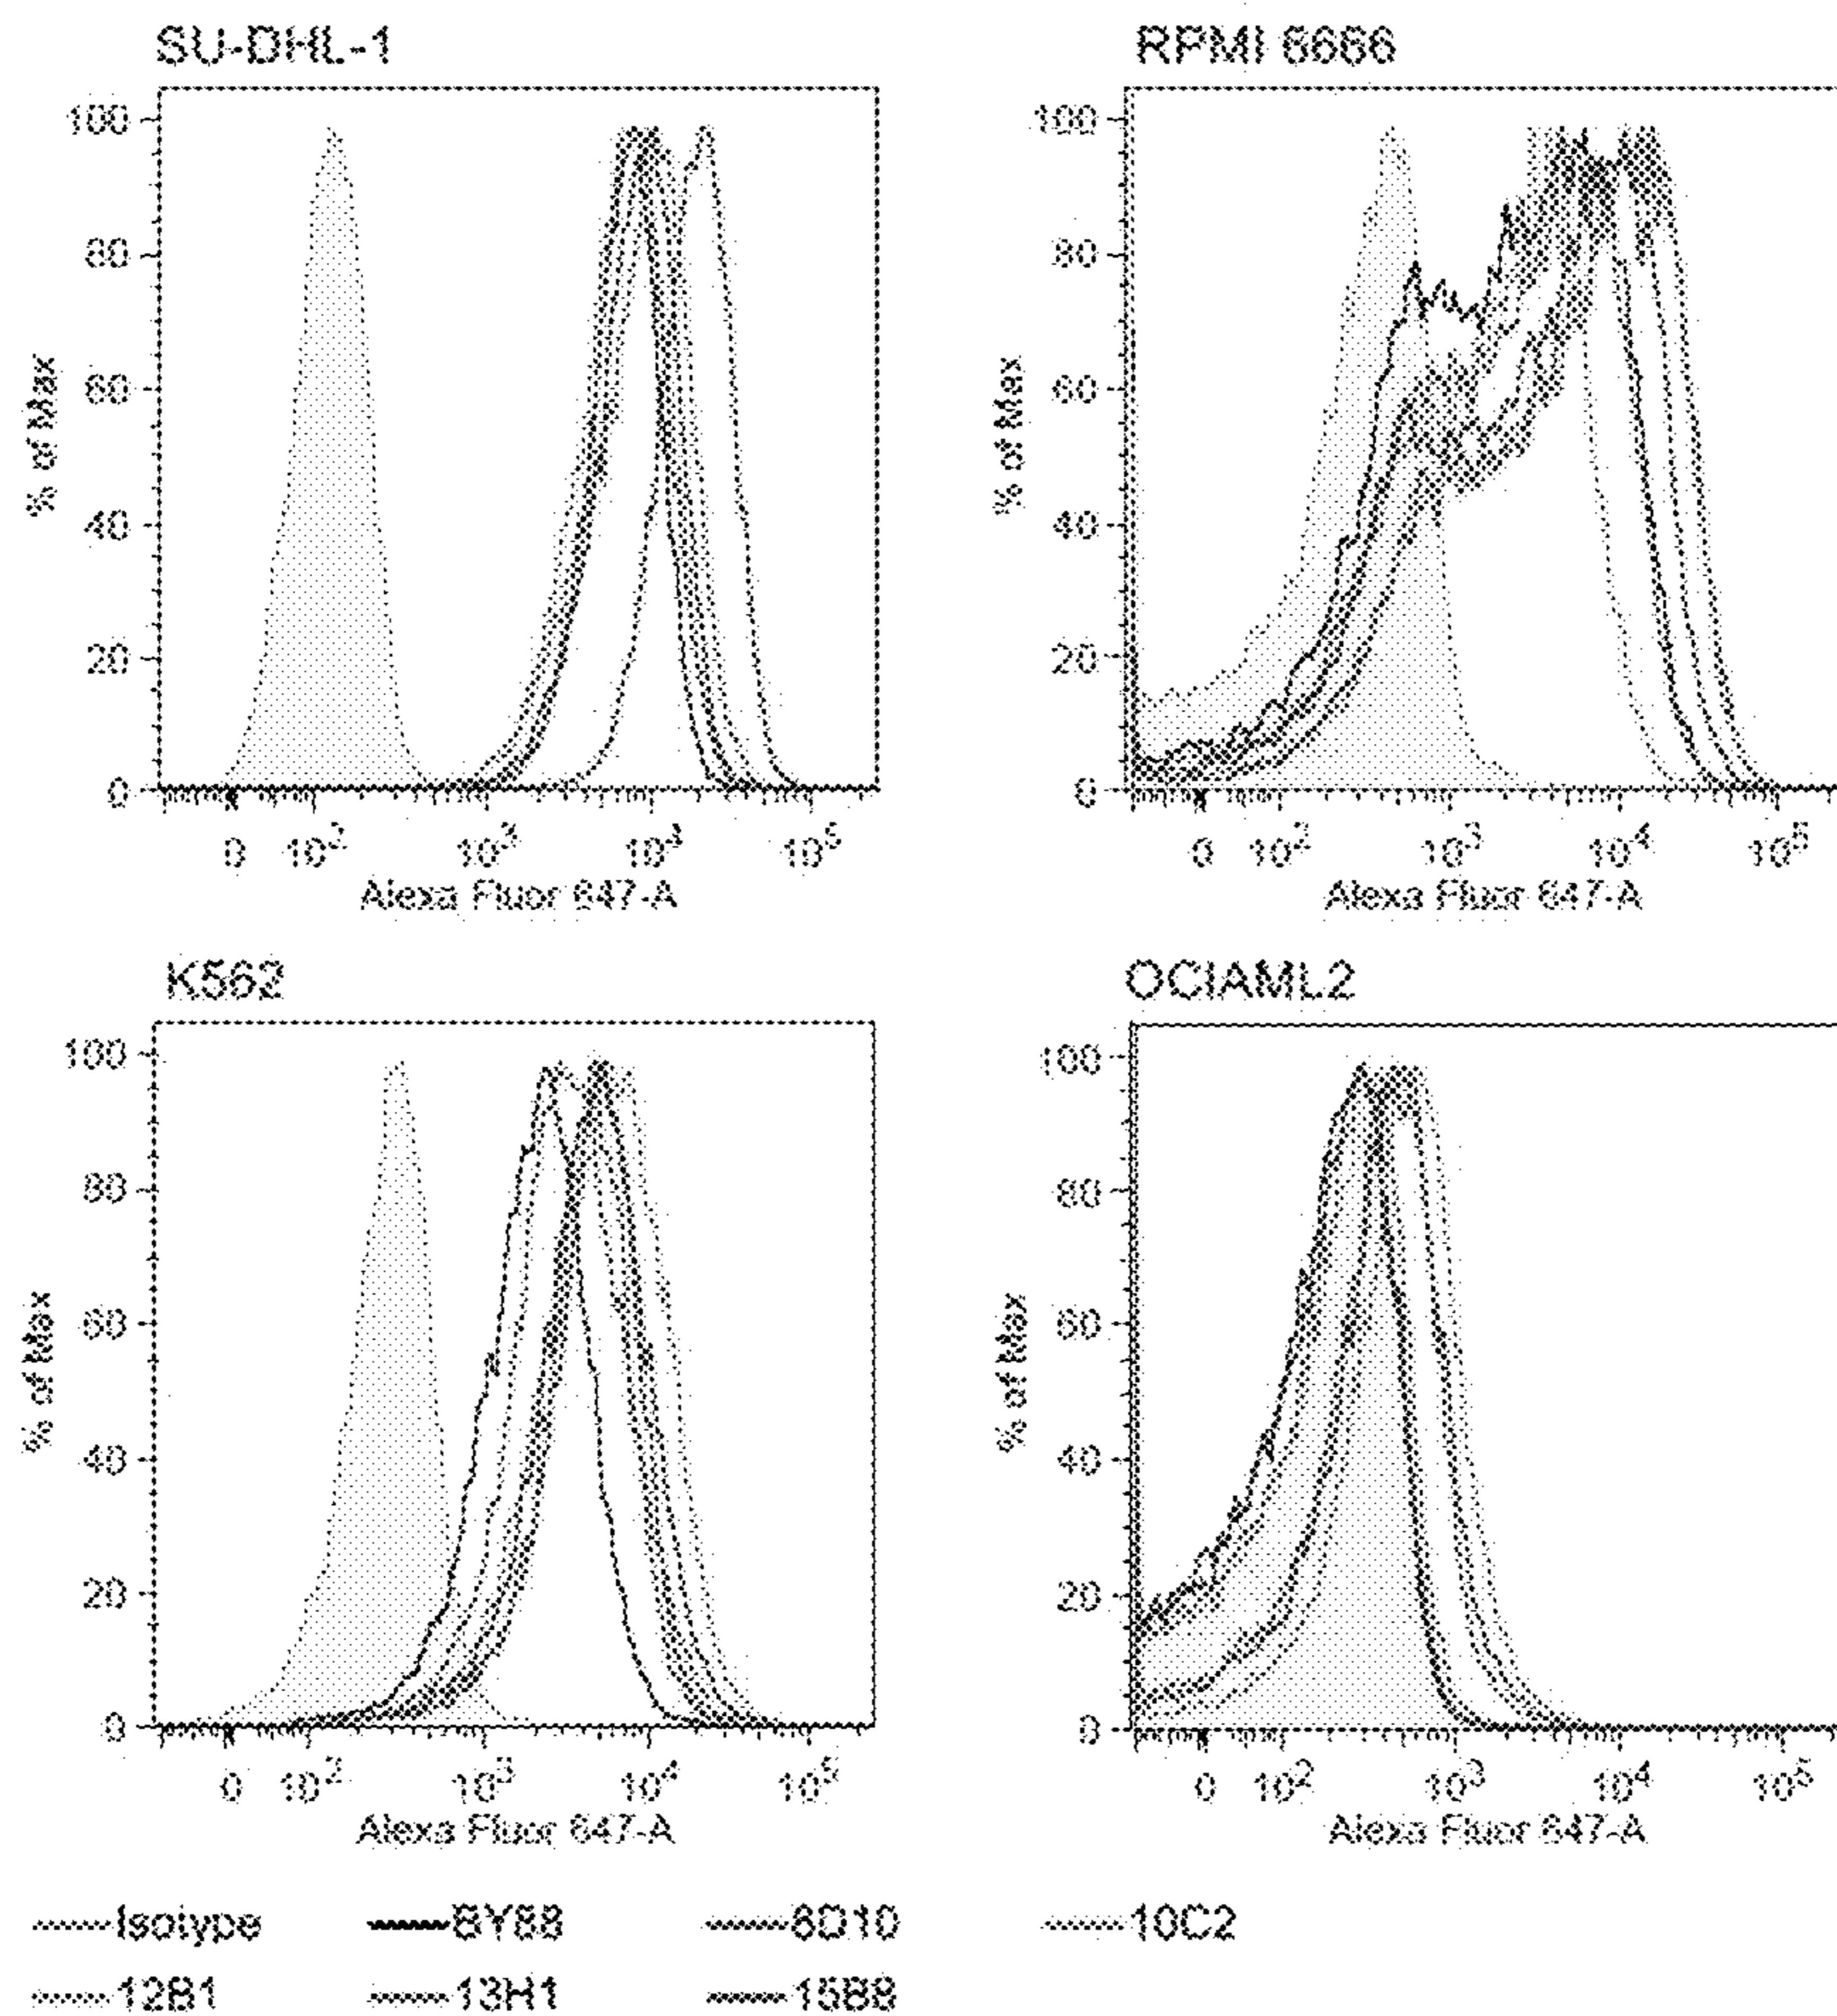 SU-DHL-1
% of Max
100
80
60
40
20
0
0 10² 10³ 10⁴ 10⁵
Alexa Fluor 647-A
RPMI 6666
% of Max
100
80
60
40
20
0
0 10² 10³ 10⁴ 10⁵
Alexa Fluor 647-A
K562
% of Max
100
80
60
40
20
0
0 10² 10³ 10⁴ 10⁵
Alexa Fluor 647-A
OCIAML2
% of Max
100
80
60
40
20
0
0 10² 10³ 10⁴ 10⁵
Alexa Fluor 647-A
Isotype BY88 10C2
12B1 13H1 15B8